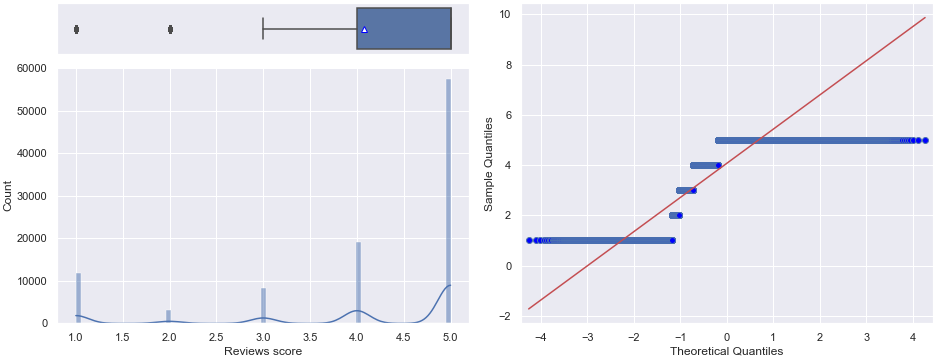 60000
50000
40000
30000
20000
10000
0
Count
1.0 1.5 2.0 2.5 3.0 3.5 4.0 4.5 5.0
Reviews score
10
8
6
4
2
0
−2
Sample Quantiles
−4 −3 −2 −1 0 1 2 3 4
Theoretical Quantiles